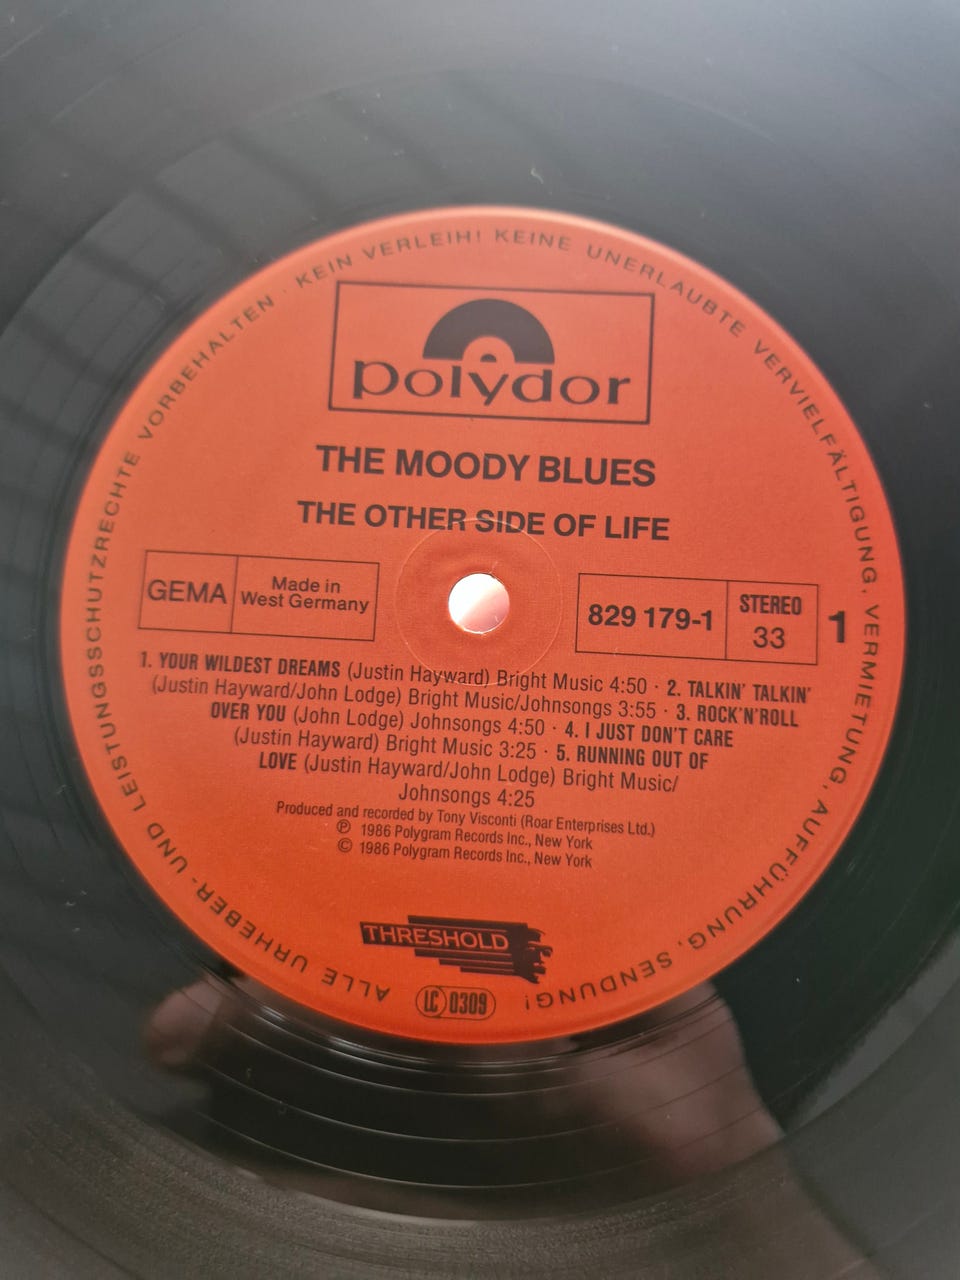 ALLE URHEBER- UND LEISTUNGSSCHUTZRECHTE VORBEHALTEN · KEIN VERLEIH! KEINE UNERLAUBTE VERVIELFÄLTIGUNG, VERMIETUNG, AUFFÜHRUNG, SENDUNG!
polydor
THE MOODY BLUES
THE OTHER SIDE OF LIFE
GEMA
Made in
West Germany
829 179-1
STEREO
33
1
1. YOUR WILDEST DREAMS (Justin Hayward) Bright Music 4:50 · 2. TALKIN' TALKIN'
(Justin Hayward/John Lodge) Bright Music/Johnsongs 3:55 · 3. ROCK'N'ROLL
OVER YOU (John Lodge) Johnsongs 4:50 · 4. I JUST DON'T CARE
(Justin Hayward) Bright Music 3:25 · 5. RUNNING OUT OF
LOVE (Justin Hayward/John Lodge) Bright Music/
Johnsongs 4:25
Produced and recorded by Tony Visconti (Roar Enterprises Ltd.)
℗ 1986 Polygram Records Inc., New York
© 1986 Polygram Records Inc., New York
THRESHOLD
LC 0309